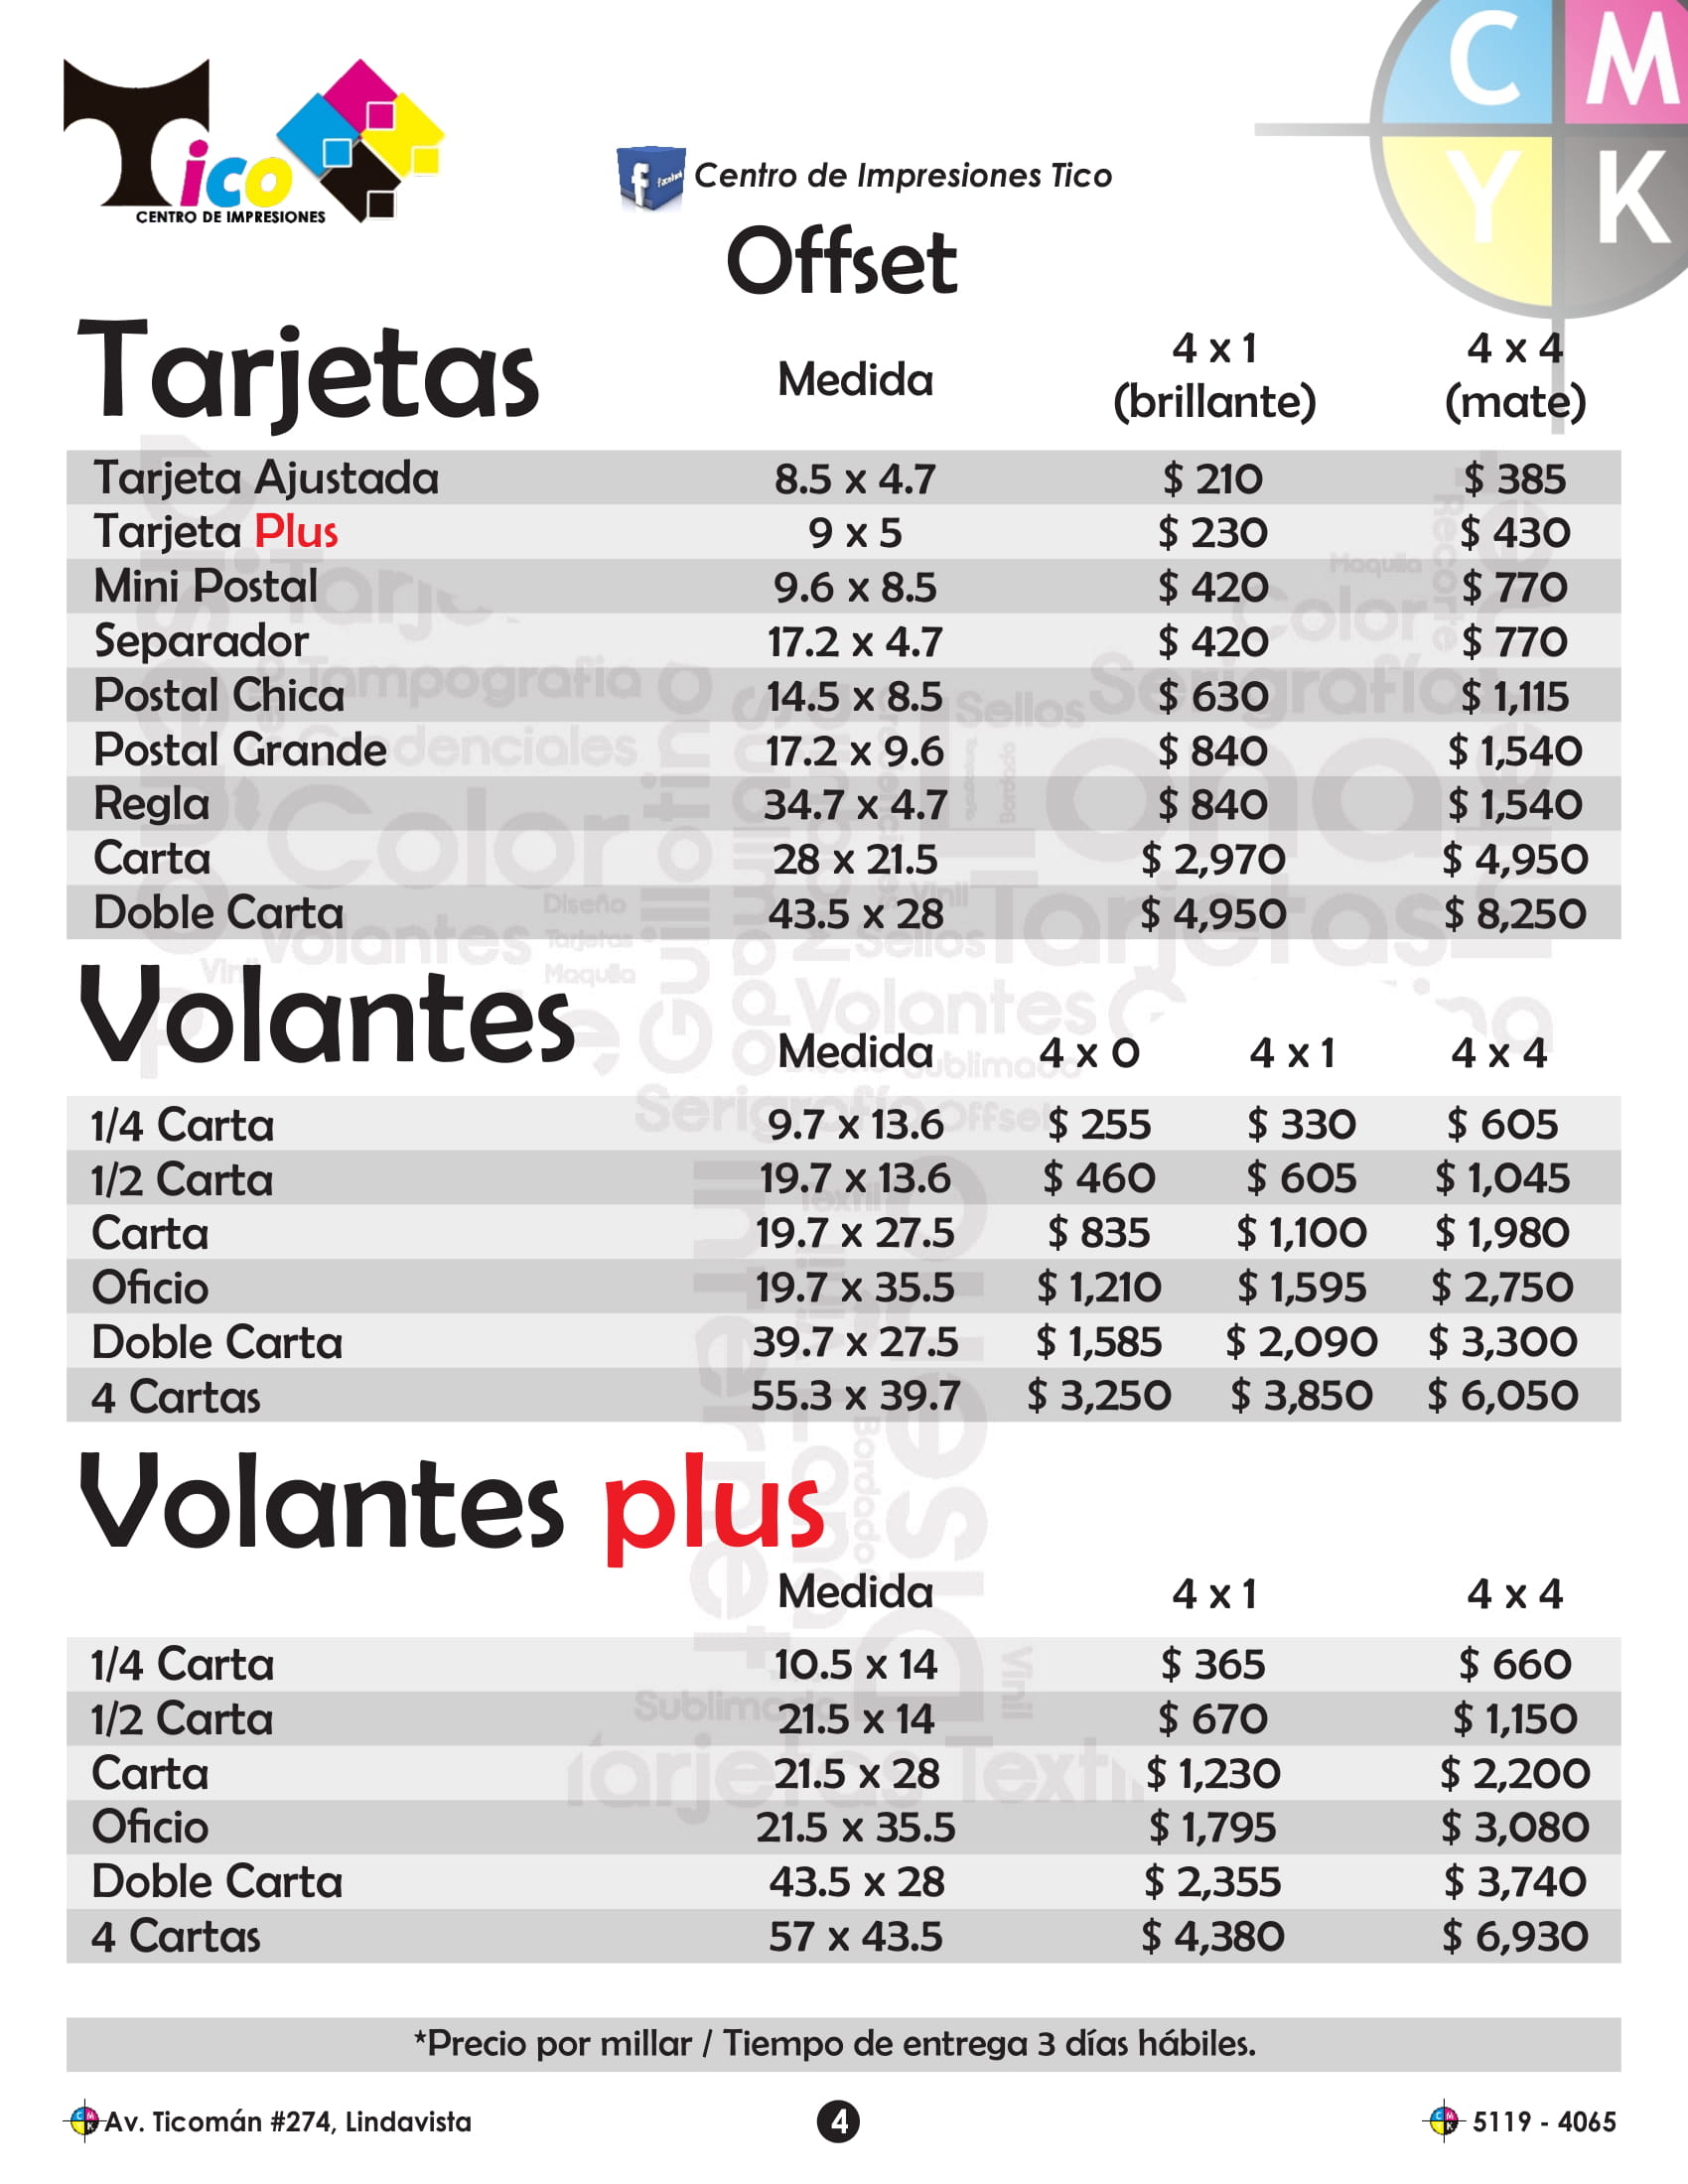 Tico
CENTRO DE IMPRESIONES
f facebook Centro de Impresiones Tico
C M
Y K
Offset
Tarjetas Medida 4 x 1 (brillante) 4 x 4 (mate)
Tarjeta Ajustada 8.5 x 4.7 $ 210 $ 385
Tarjeta Plus 9 x 5 $ 230 $ 430
Mini Postal 9.6 x 8.5 $ 420 $ 770
Separador 17.2 x 4.7 $ 420 $ 770
Postal Chica 14.5 x 8.5 $ 630 $ 1,115
Postal Grande 17.2 x 9.6 $ 840 $ 1,540
Regla 34.7 x 4.7 $ 840 $ 1,540
Carta 28 x 21.5 $ 2,970 $ 4,950
Doble Carta 43.5 x 28 $ 4,950 $ 8,250
Volantes Medida 4 x 0 4 x 1 4 x 4
1/4 Carta 9.7 x 13.6 $ 255 $ 330 $ 605
1/2 Carta 19.7 x 13.6 $ 460 $ 605 $ 1,045
Carta 19.7 x 27.5 $ 835 $ 1,100 $ 1,980
Oficio 19.7 x 35.5 $ 1,210 $ 1,595 $ 2,750
Doble Carta 39.7 x 27.5 $ 1,585 $ 2,090 $ 3,300
4 Cartas 55.3 x 39.7 $ 3,250 $ 3,850 $ 6,050
Volantes plus
Medida 4 x 1 4 x 4
1/4 Carta 10.5 x 14 $ 365 $ 660
1/2 Carta 21.5 x 14 $ 670 $ 1,150
Carta 21.5 x 28 $ 1,230 $ 2,200
Oficio 21.5 x 35.5 $ 1,795 $ 3,080
Doble Carta 43.5 x 28 $ 2,355 $ 3,740
4 Cartas 57 x 43.5 $ 4,380 $ 6,930
*Precio por millar / Tiempo de entrega 3 días hábiles.
Av. Ticomán #274, Lindavista 4 5119 - 4065